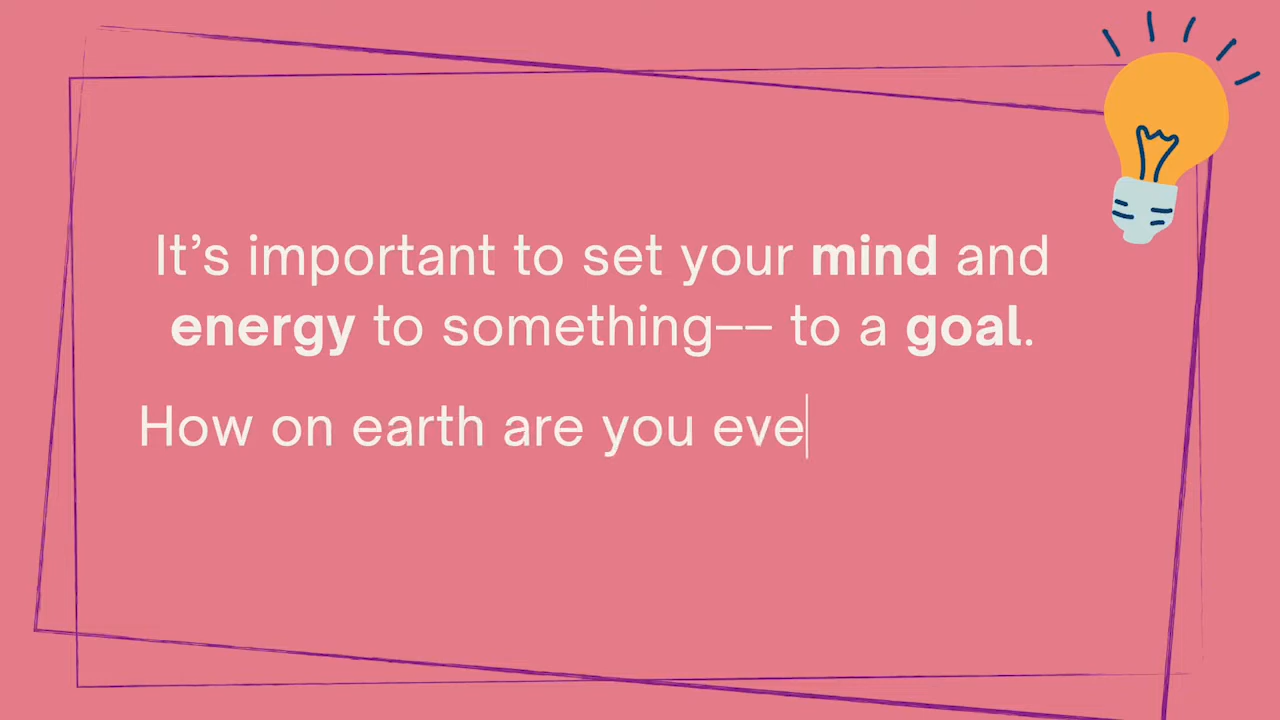 It’s important to set your mind and
energy to something–– to a goal.
How on earth are you eve